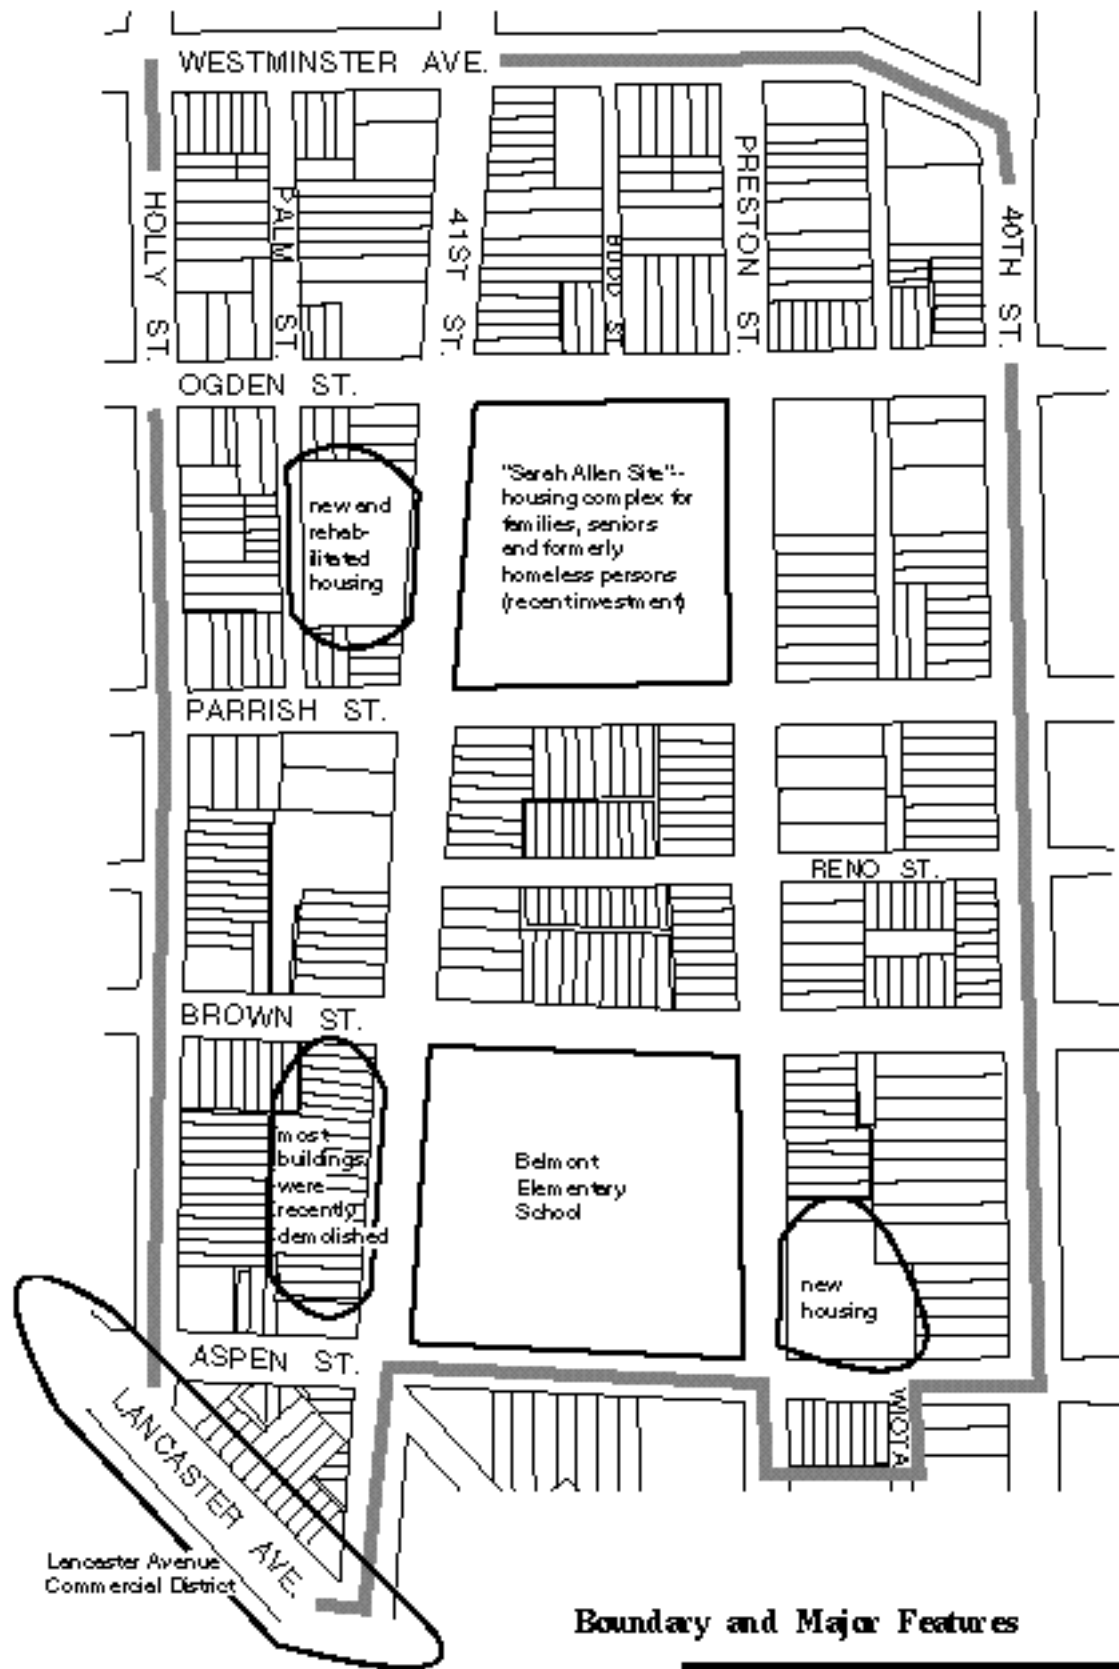 WESTMINSTER AVE.
HOLLY ST.
PALM ST.
41ST ST.
BUDD ST.
PRESTON ST.
40TH ST.
OGDEN ST.
new and
rehab-
ilitated
housing
"Sarah Allen Site"--
housing complex for
families, seniors
and formerly
homeless persons
(recent investment)
PARRISH ST.
RENO ST.
BROWN ST.
most
buildings
were
recently
demolished
Belmont
Elementary
School
new
housing
ASPEN ST.
WIOTA
LANCASTER AVE.
Lancaster Avenue
Commercial District
Boundary and Major Features